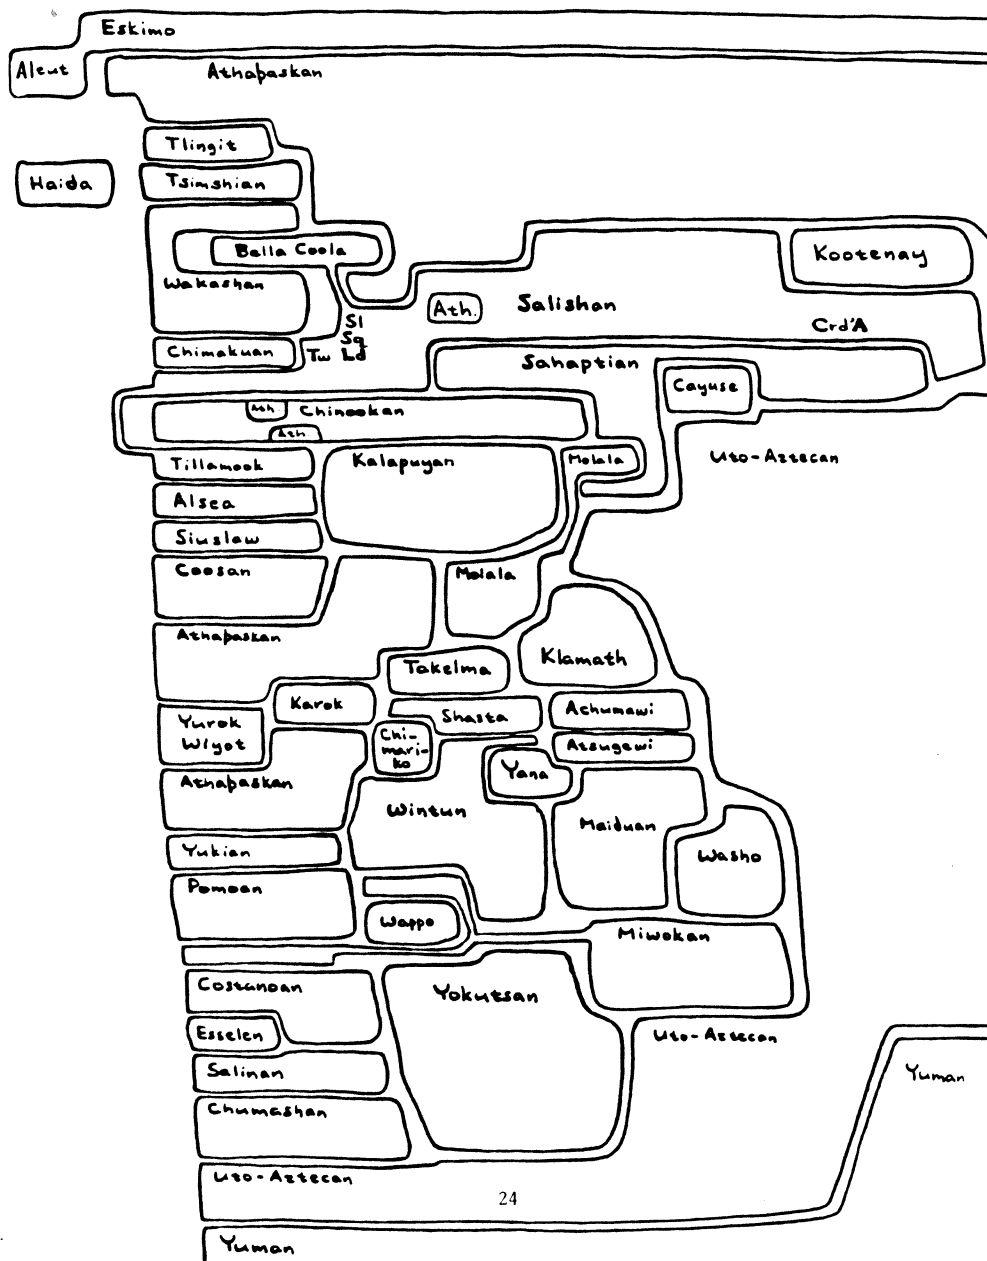 Eskimo
Aleut
Athapaskan
Tlingit
Haida
Tsimshian
Bella Coola
Kootenay
Wakashan
Ath.
Salishan
Sl
Crd'A
Sq
Chimakuan
Tw Ld
Sahaptian
Cayuse
Ath.
Chinookan
Ath.
Tillamook
Kalapuyan
Molala
Uto-Aztecan
Alsea
Siuslaw
Coosan
Molala
Athapaskan
Takelma
Klamath
Karok
Shasta
Achumawi
Yurok
Wiyot
Chi-
mari-
ko
Atsugewi
Athapaskan
Yana
Wintun
Maiduan
Yukian
Washo
Pomoan
Wappo
Miwokan
Costanoan
Yokutsan
Esselen
Uto-Aztecan
Salinan
Yuman
Chumashan
Uto-Aztecan
24
Yuman